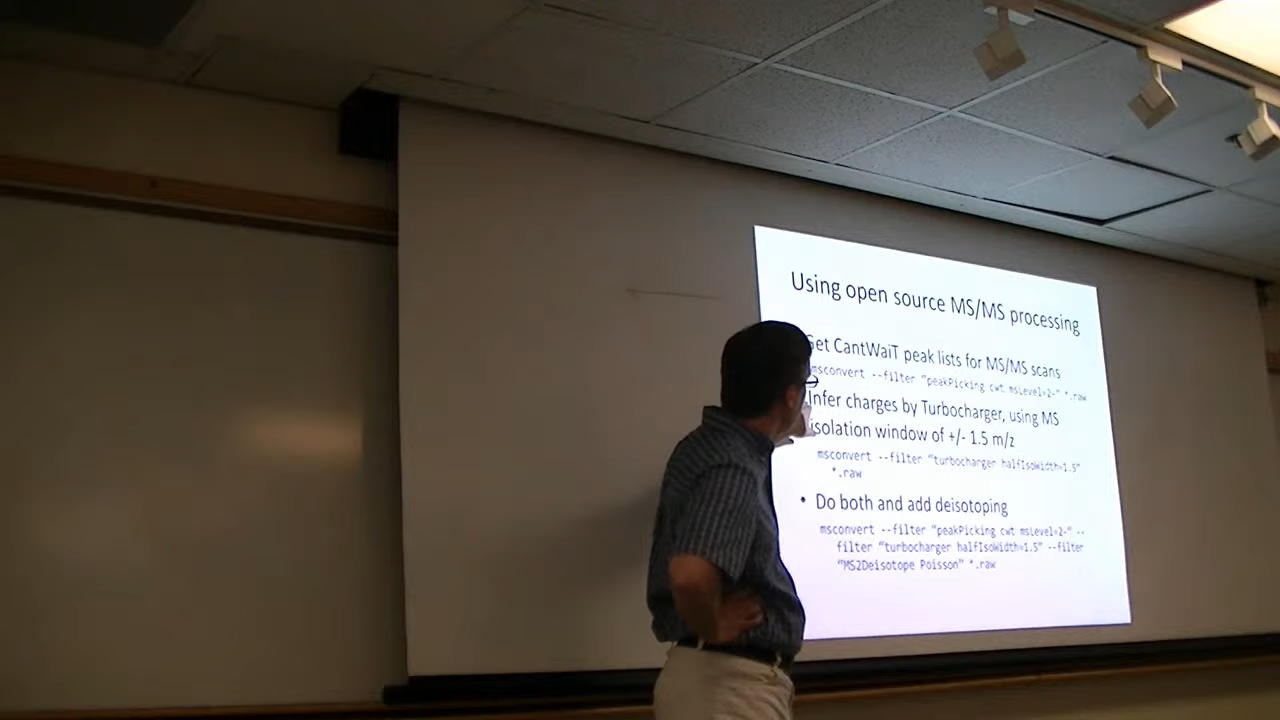 Using open source MS/MS processing
Get CantWaiT peak lists for MS/MS scans
msconvert --filter "peakPicking cwt msLevel=2-" *.raw
Infer charges by Turbocharger, using MS
isolation window of +/- 1.5 m/z
msconvert --filter "turbocharger halfIsoWidth=1.5"
*.raw
• Do both and add deisotoping
msconvert --filter "peakPicking cwt msLevel=2-" --
filter "turbocharger halfIsoWidth=1.5" --filter
"MS2Deisotope Poisson" *.raw